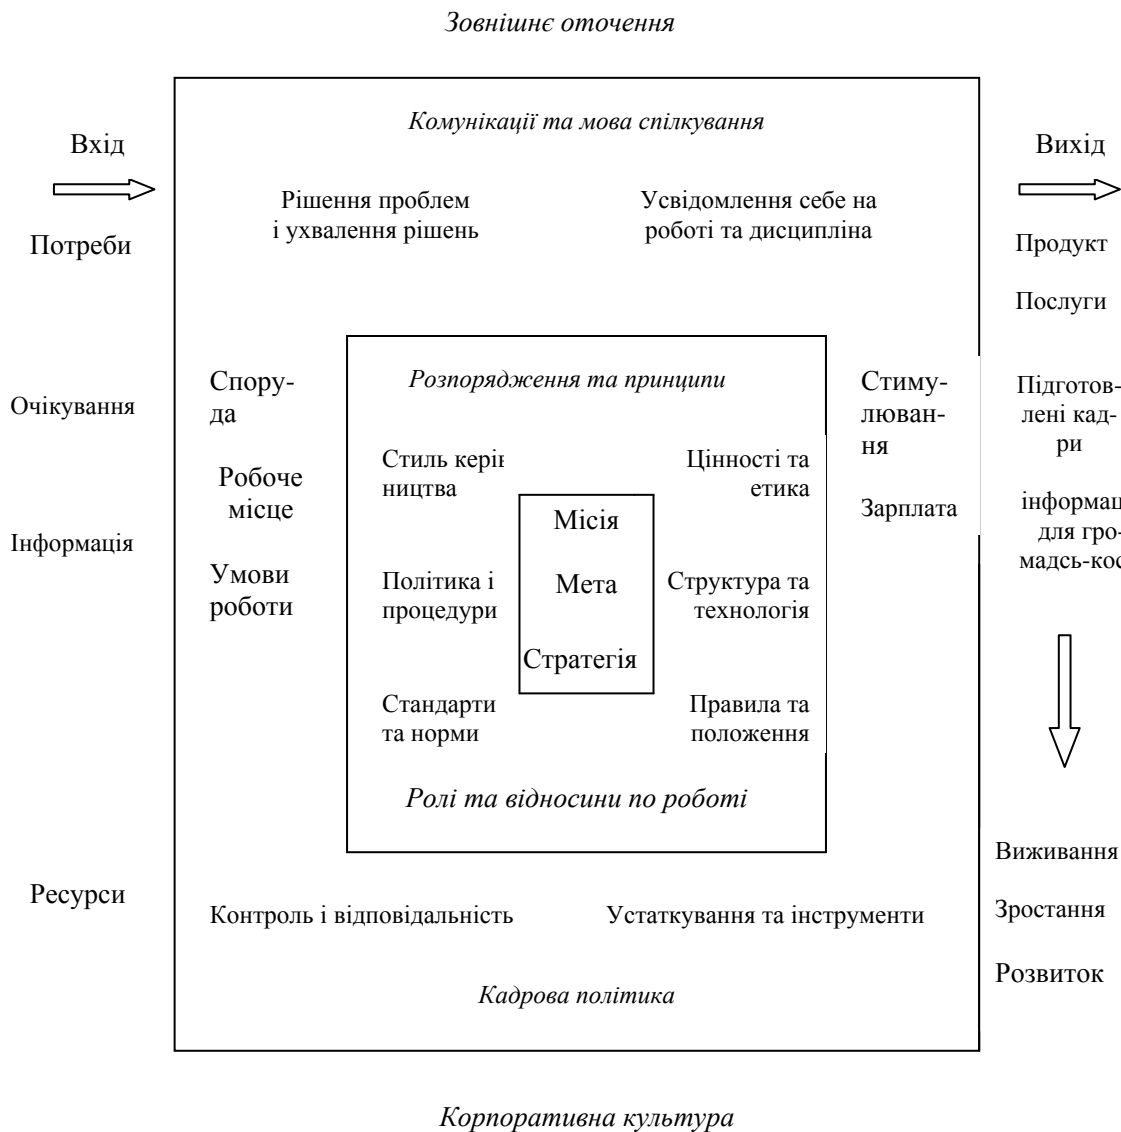 Зовнішнє оточення
Комунікації та мова спілкування
Вхід
Вихід
Рішення проблем
і ухвалення рішень
Усвідомлення себе на
роботі та дисципліна
Потреби
Продукт
Послуги
Очікування
Інформація
Ресурси
Спору-
да
Робоче
місце
Умови
роботи
Розпорядження та принципи
Стиль керів
ництва
Цінності та
етика
Місія
Мета
Стратегія
Політика і
процедури
Структура та
технологія
Стандарти
та норми
Правила та
положення
Ролі та відносини по роботі
Стиму-
люван-
ня
Зарплата
Підготов-
лені кад-
ри
для гро-
Виживання
Зростання
Розвиток
Контроль і відповідальність
Устаткування та інструменти
Кадрова політика
Корпоративна культура